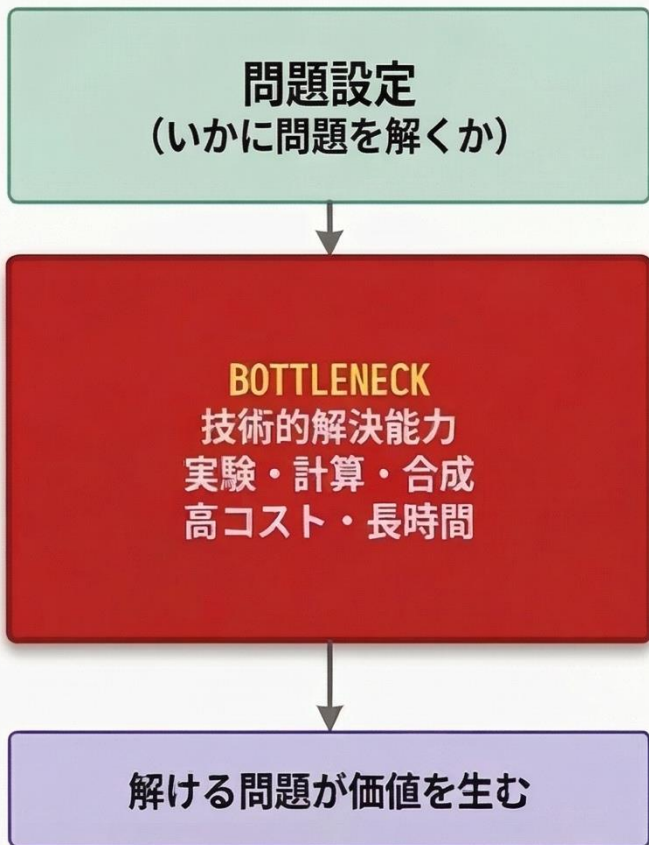 問題設定
（いかに問題を解くか）
BOTTLENECK
技術的解決能力
実験・計算・合成
高コスト・長時間
解ける問題が価値を生む